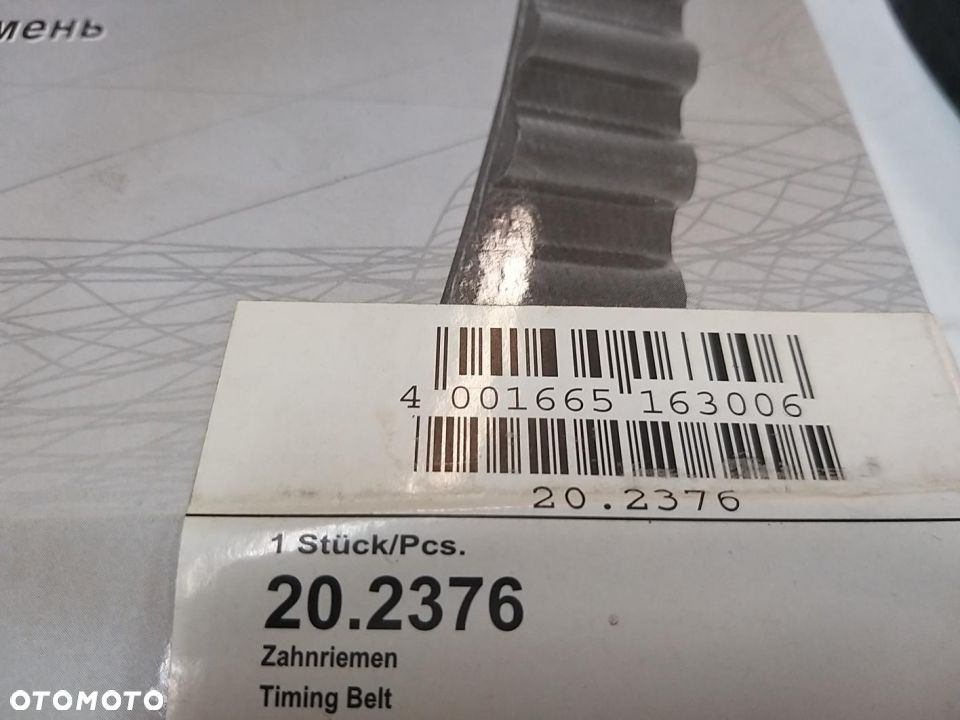 мень
4 001665 163006
20.2376
1 Stück/Pcs.
20.2376
Zahnriemen
Timing Belt
OTOMOTO